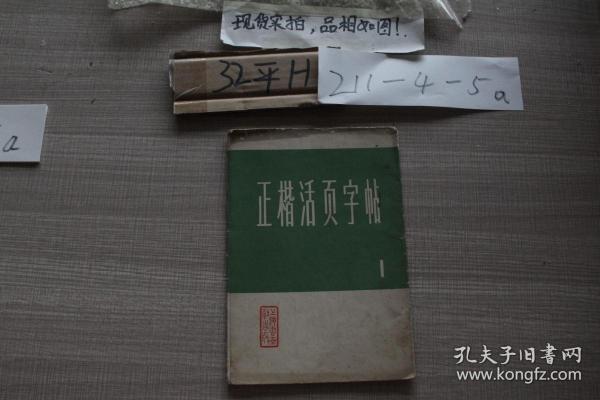 现货实拍，品相如图！.
32平H
211-4-5a
a
正楷活页字帖
1
孔夫子旧书网
www.kongfz.com